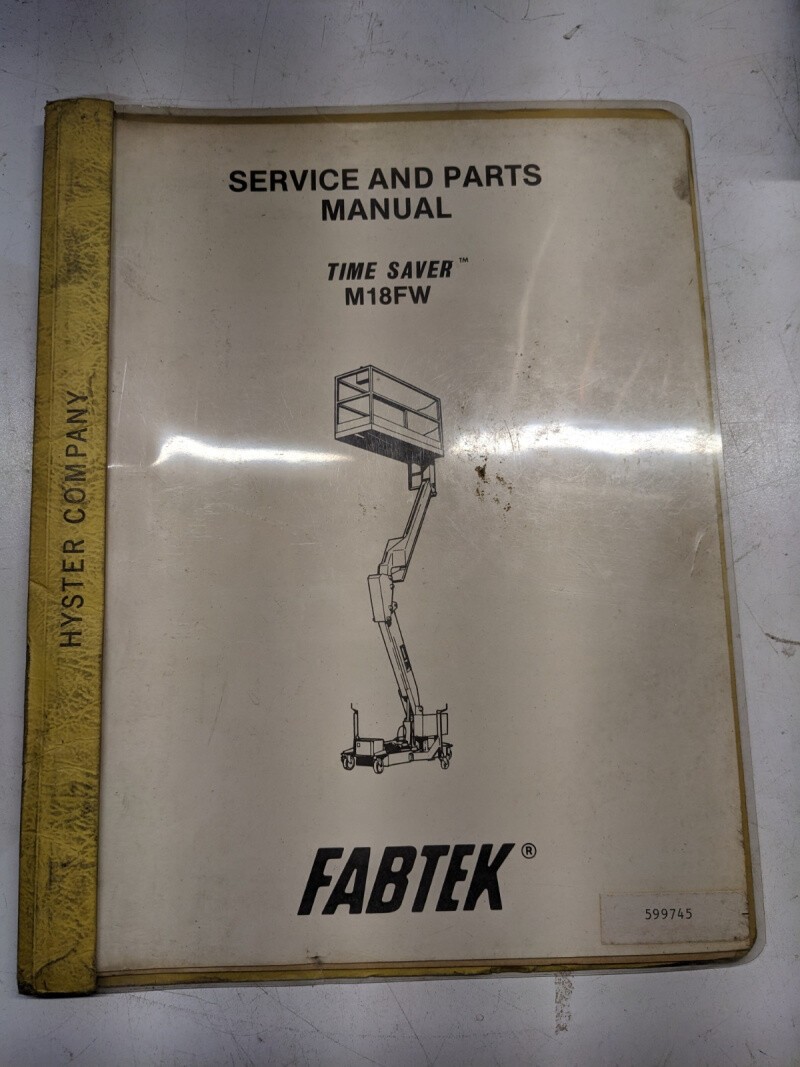 SERVICE AND PARTS
MANUAL
TIME SAVER™
M18FW
HYSTER COMPANY
FABTEK®
599745